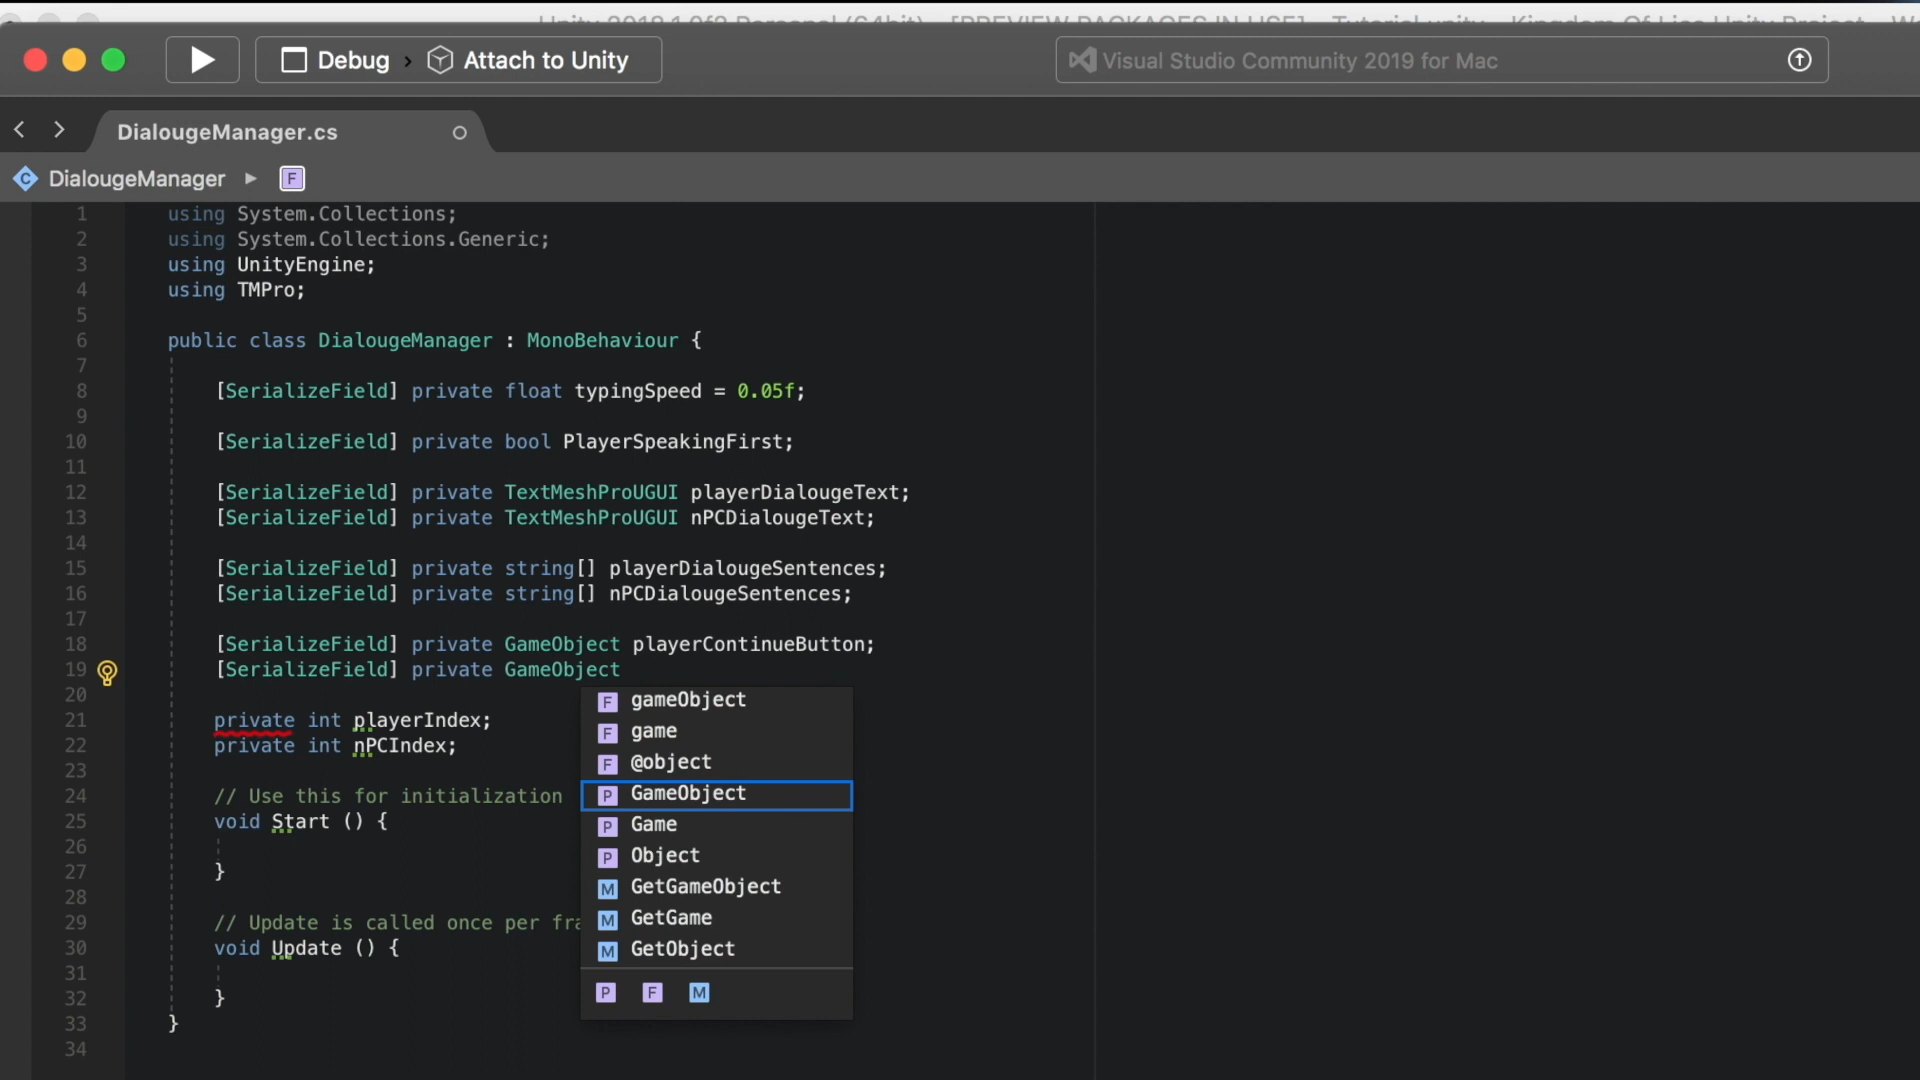 Debug › Attach to Unity
Visual Studio Community 2019 for Mac
DialougeManager.cs
DialougeManager F
1 using System.Collections;
2 using System.Collections.Generic;
3 using UnityEngine;
4 using TMPro;
5
6 public class DialougeManager : MonoBehaviour {
7
8 [SerializeField] private float typingSpeed = 0.05f;
9
10 [SerializeField] private bool PlayerSpeakingFirst;
11
12 [SerializeField] private TextMeshProUGUI playerDialougeText;
13 [SerializeField] private TextMeshProUGUI nPCDialougeText;
14
15 [SerializeField] private string[] playerDialougeSentences;
16 [SerializeField] private string[] nPCDialougeSentences;
17
18 [SerializeField] private GameObject playerContinueButton;
19 [SerializeField] private GameObject
20
21 private int playerIndex;
22 private int nPCIndex;
23
24 // Use this for initialization
25 void Start () {
26
27 }
28
29 // Update is called once per fra
30 void Update () {
31
32 }
33 }
34
F gameObject
F game
F @object
P GameObject
P Game
P Object
M GetGameObject
M GetGame
M GetObject
P F M